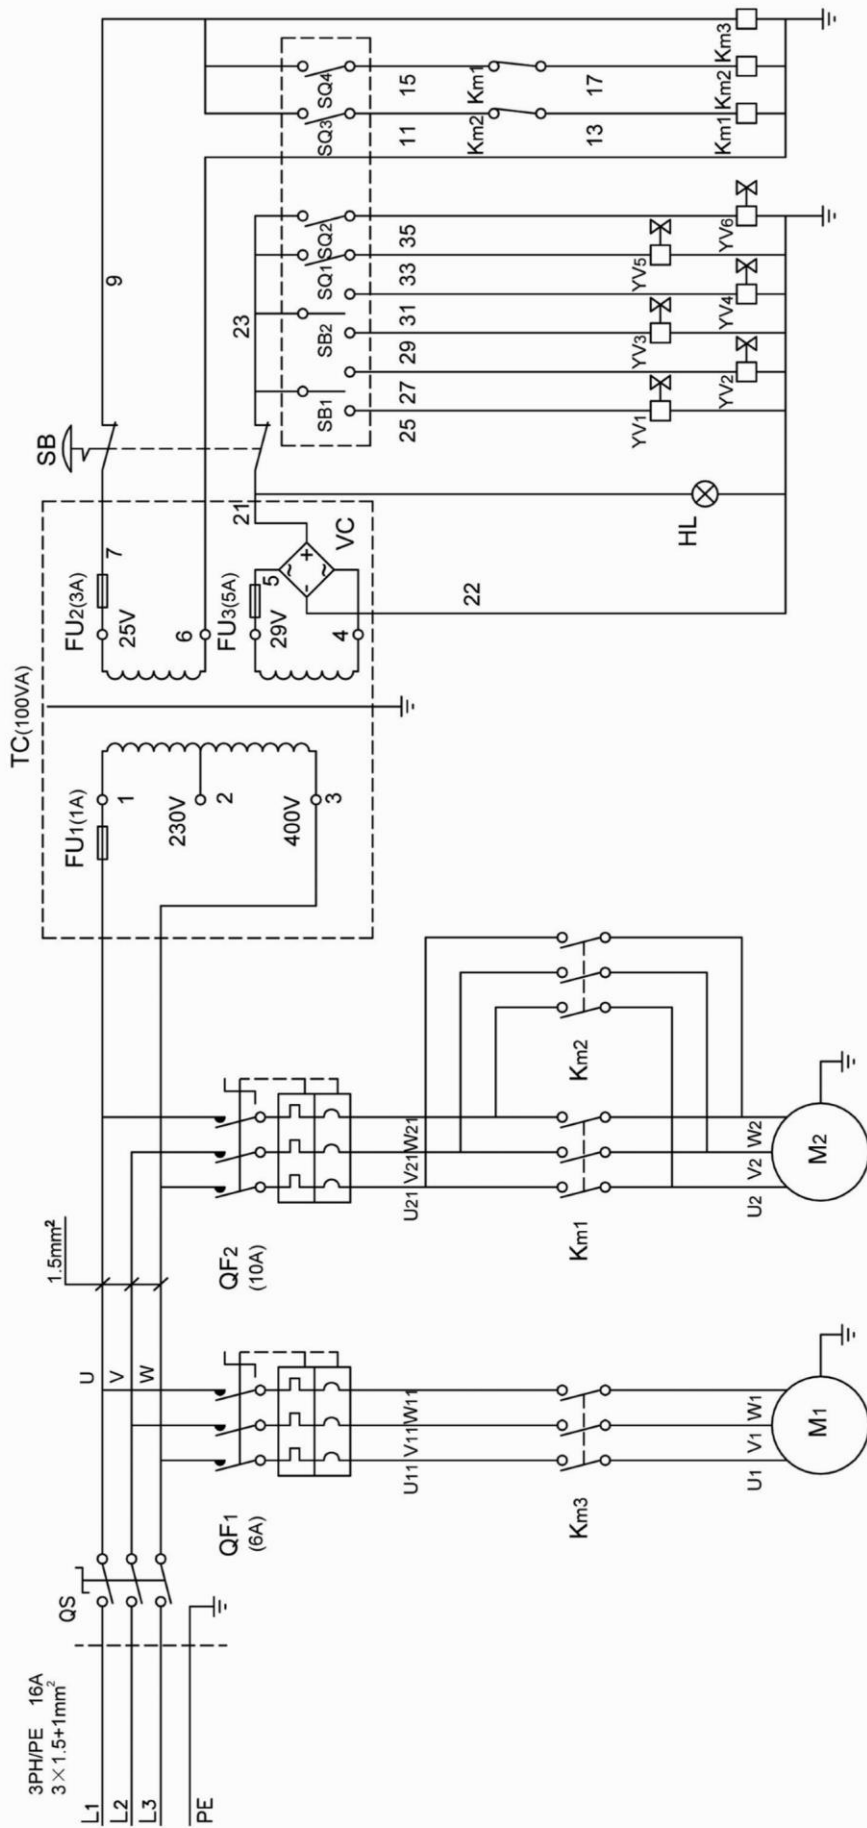 3PH/PE 16A
3×1.5+1mm²
L1
L2
L3
PE
QS
U
V
W
1.5mm²
QF1
(6A)
U11 V11 W11
Km3
U1 V1 W1
M1
QF2
(10A)
U21 V21 W21
Km1
Km2
U2 V2 W2
M2
TC(100VA)
FU1(1A)
1
230V
2
400V
3
FU2(3A)
25V
7
6
FU3(5A)
29V
5
4
VC
+
-
~
~
21
22
HL
SB
9
23
SB1
SB2
SQ1
SQ2
SQ3
SQ4
25
27
29
31
33
35
11
15
Km2
Km1
13
17
YV1
YV2
YV3
YV4
YV5
YV6
Km1
Km2
Km3